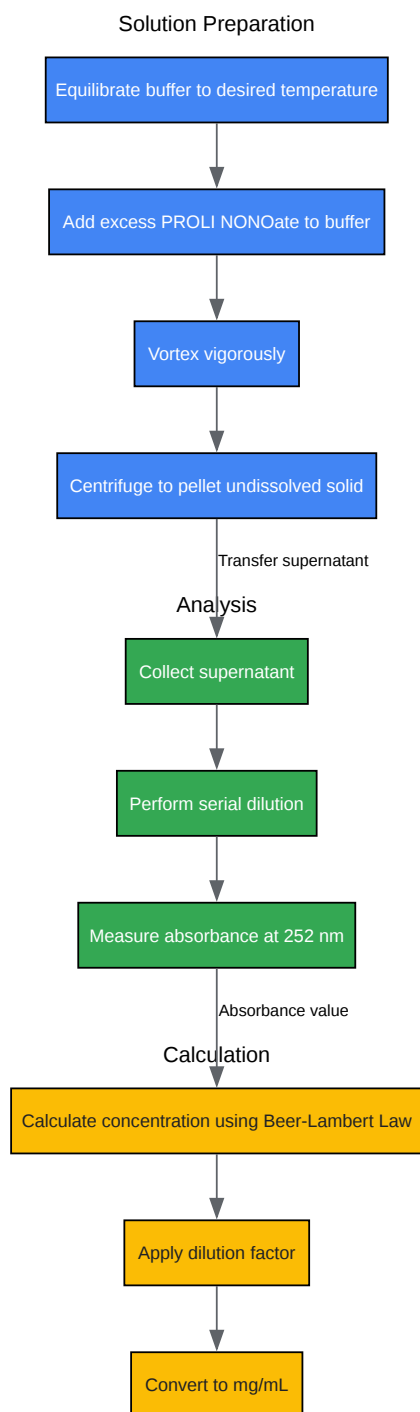 Solution Preparation
Equilibrate buffer to desired temperature
Add excess PROLI NONOate to buffer
Vortex vigorously
Centrifuge to pellet undissolved solid
Transfer supernatant
Analysis
Collect supernatant
Perform serial dilution
Measure absorbance at 252 nm
Absorbance value
Calculation
Calculate concentration using Beer-Lambert Law
Apply dilution factor
Convert to mg/mL